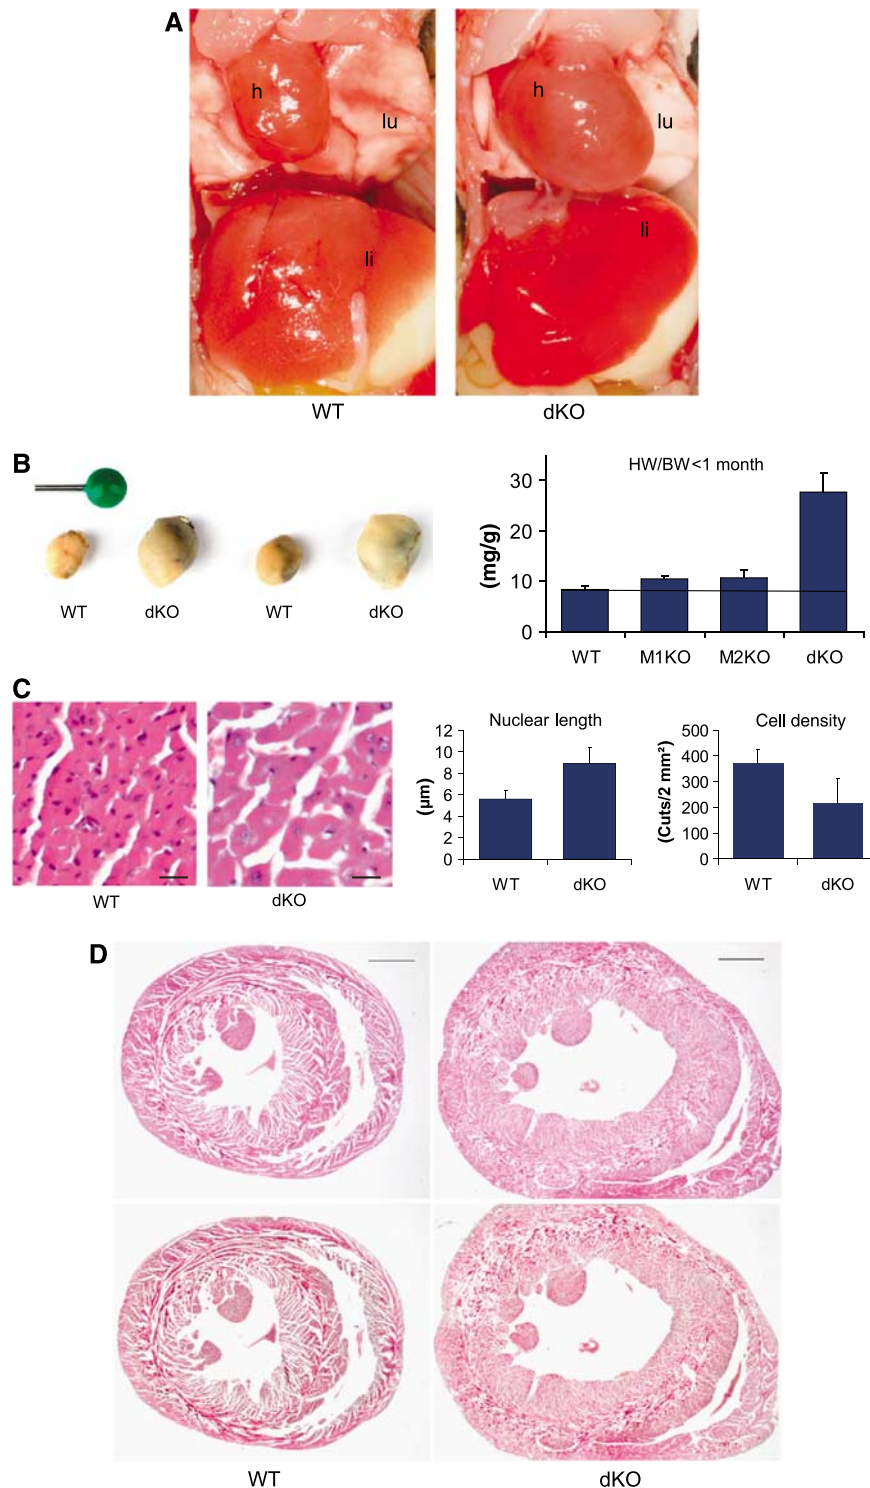 A
h
lu
li
h
lu
li
WT
dKO
B
WT
dKO
WT
dKO
HW/BW<1 month
(mg/g)
30
20
10
0
WT
M1KO
M2KO
dKO
C
WT
dKO
Nuclear length
(µm)
12
10
8
6
4
2
0
WT
dKO
Cell density
(Cuts/2 mm²)
500
400
300
200
100
0
WT
dKO
D
WT
dKO